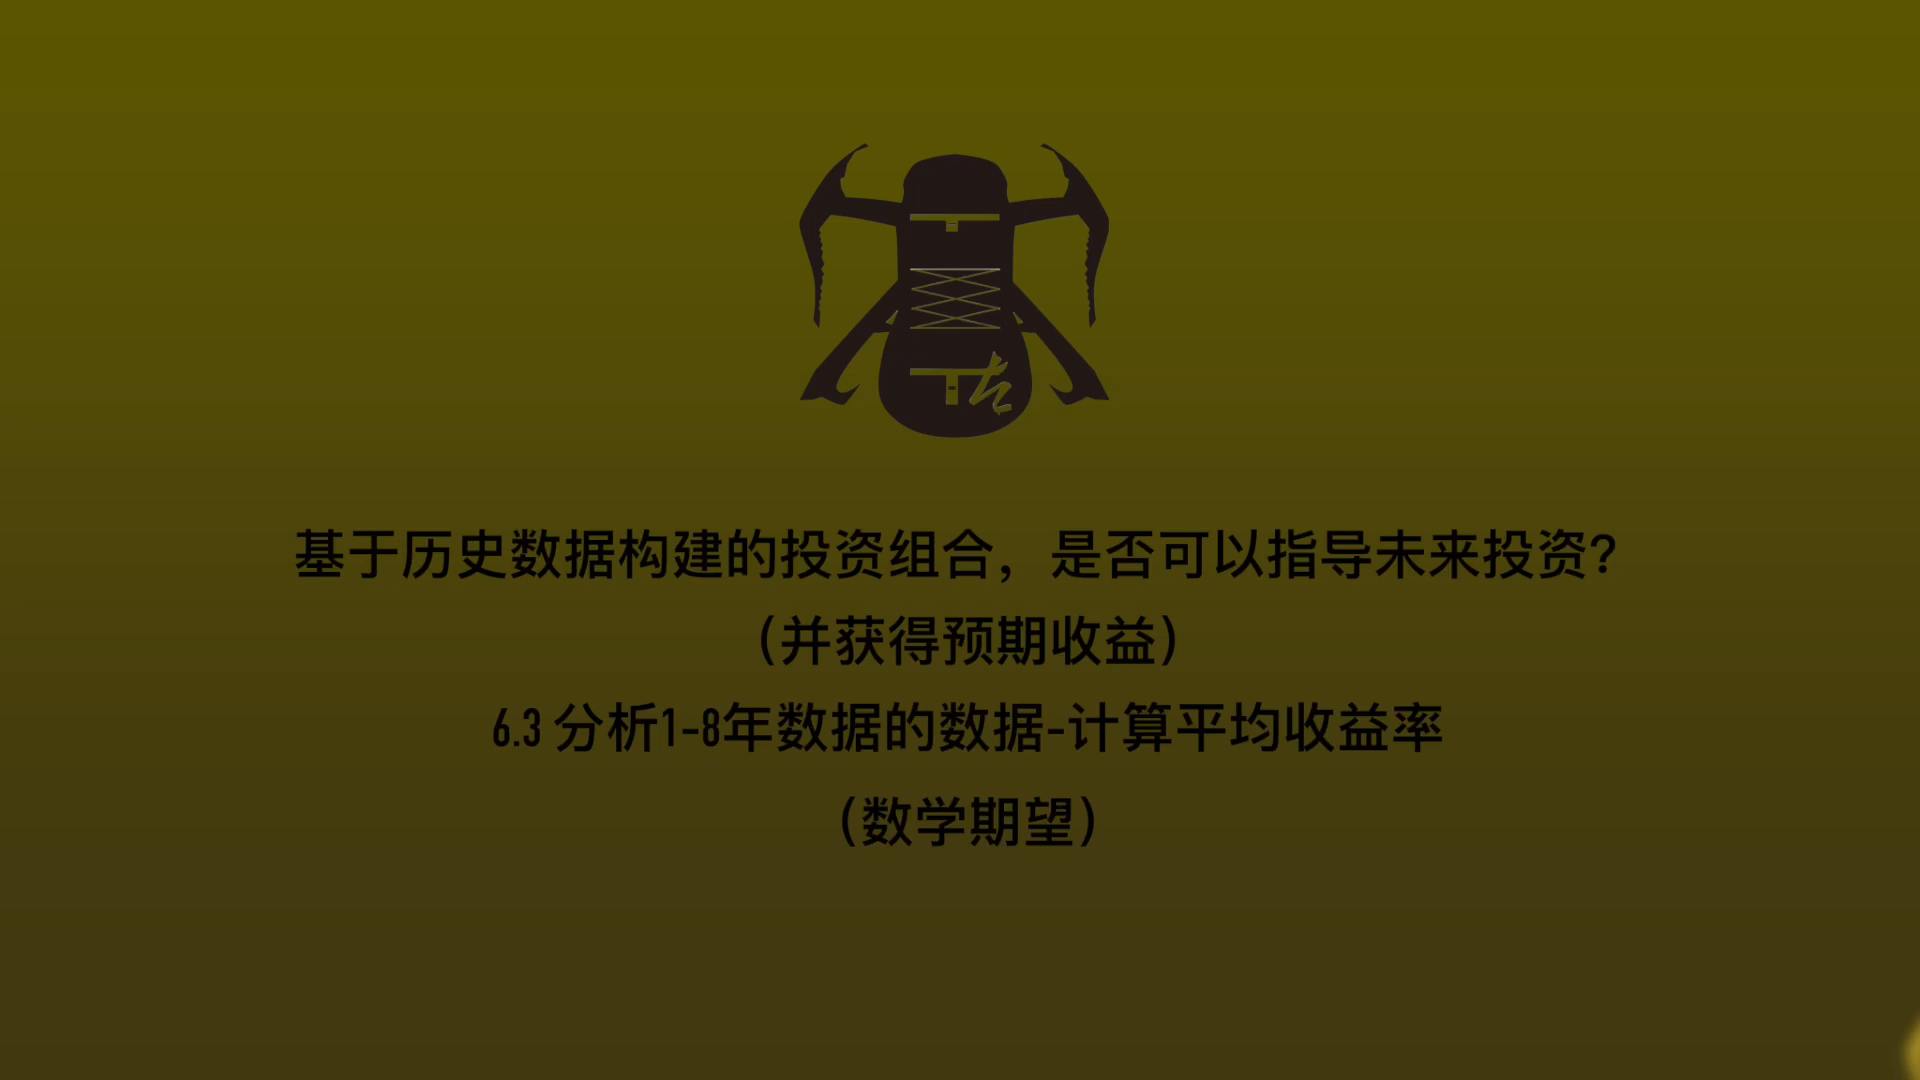 基于历史数据构建的投资组合，是否可以指导未来投资？
（并获得预期收益）
6.3 分析1-8年数据的数据-计算平均收益率
（数学期望）